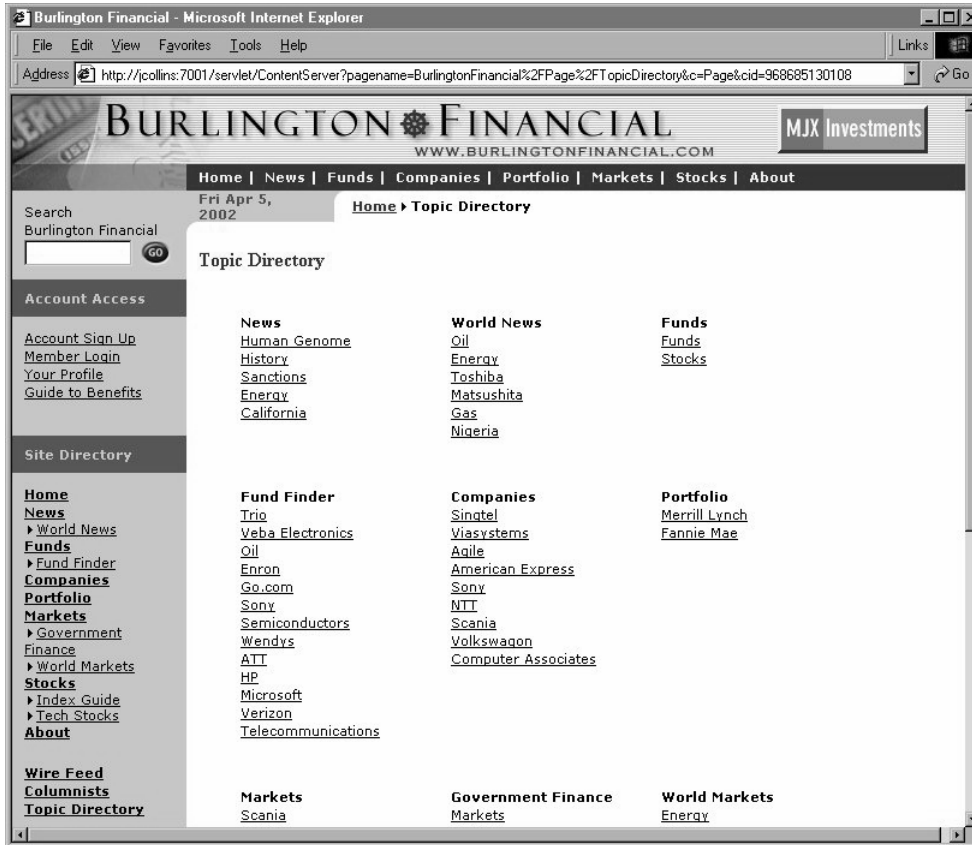 Burlington Financial - Microsoft Internet Explorer
File Edit View Favorites Tools Help
Links
Address http://jcollins:7001/servlet/ContentServer?pagename=BurlingtonFinancial%2FPage%2FTopicDirectory&c=Page&cid=968685130108
Go
BURLINGTON FINANCIAL
WWW.BURLINGTONFINANCIAL.COM
MJX Investments
Home | News | Funds | Companies | Portfolio | Markets | Stocks | About
Search
Burlington Financial
GO
Account Access
Account Sign Up
Member Login
Your Profile
Guide to Benefits
Site Directory
Home
News
World News
Funds
Fund Finder
Companies
Portfolio
Markets
Government
Finance
World Markets
Stocks
Index Guide
Tech Stocks
About
Wire Feed
Columnists
Topic Directory
Fri Apr 5,
2002
Home Topic Directory
Topic Directory
News
Human Genome
History
Sanctions
Energy
California
World News
Oil
Energy
Toshiba
Matsushita
Gas
Nigeria
Funds
Funds
Stocks
Fund Finder
Trio
Veba Electronics
Oil
Enron
Go.com
Sony
Semiconductors
Wendys
ATT
HP
Microsoft
Verizon
Telecommunications
Companies
Singtel
Viasystems
Agile
American Express
Sony
NTT
Scania
Volkswagon
Computer Associates
Portfolio
Merrill Lynch
Fannie Mae
Markets
Scania
Government Finance
Markets
World Markets
Energy